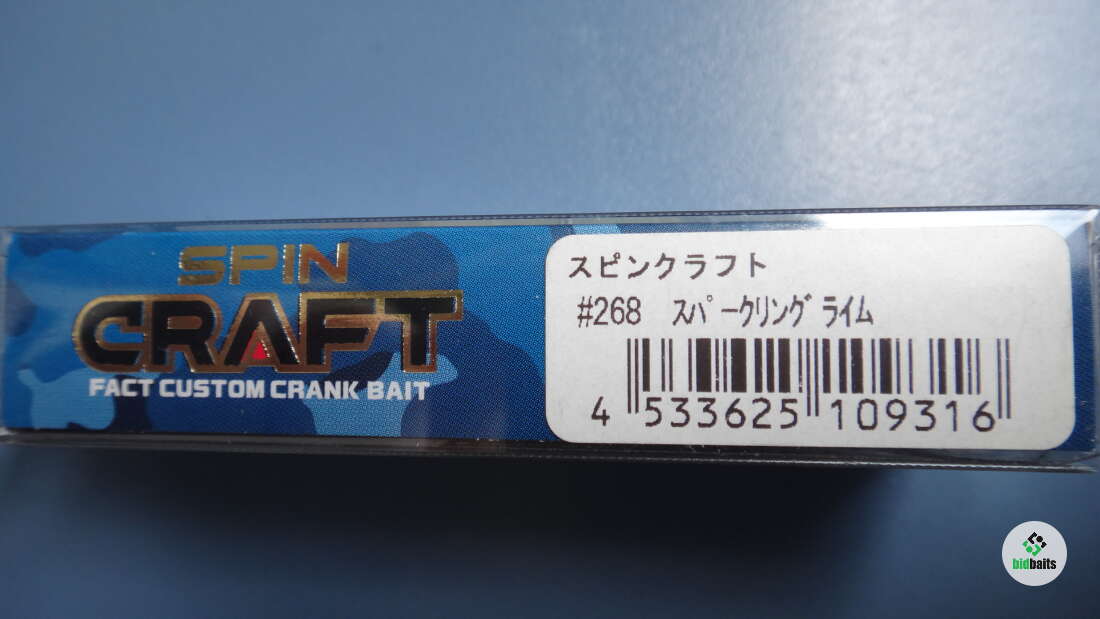 SPIN
CRAFT
FACT CUSTOM CRANK BAIT
スピンクラフト
#268 ｽﾊﾟｰｸﾘﾝｸﾞﾗｲﾑ
4 533625 109316
bidbaits